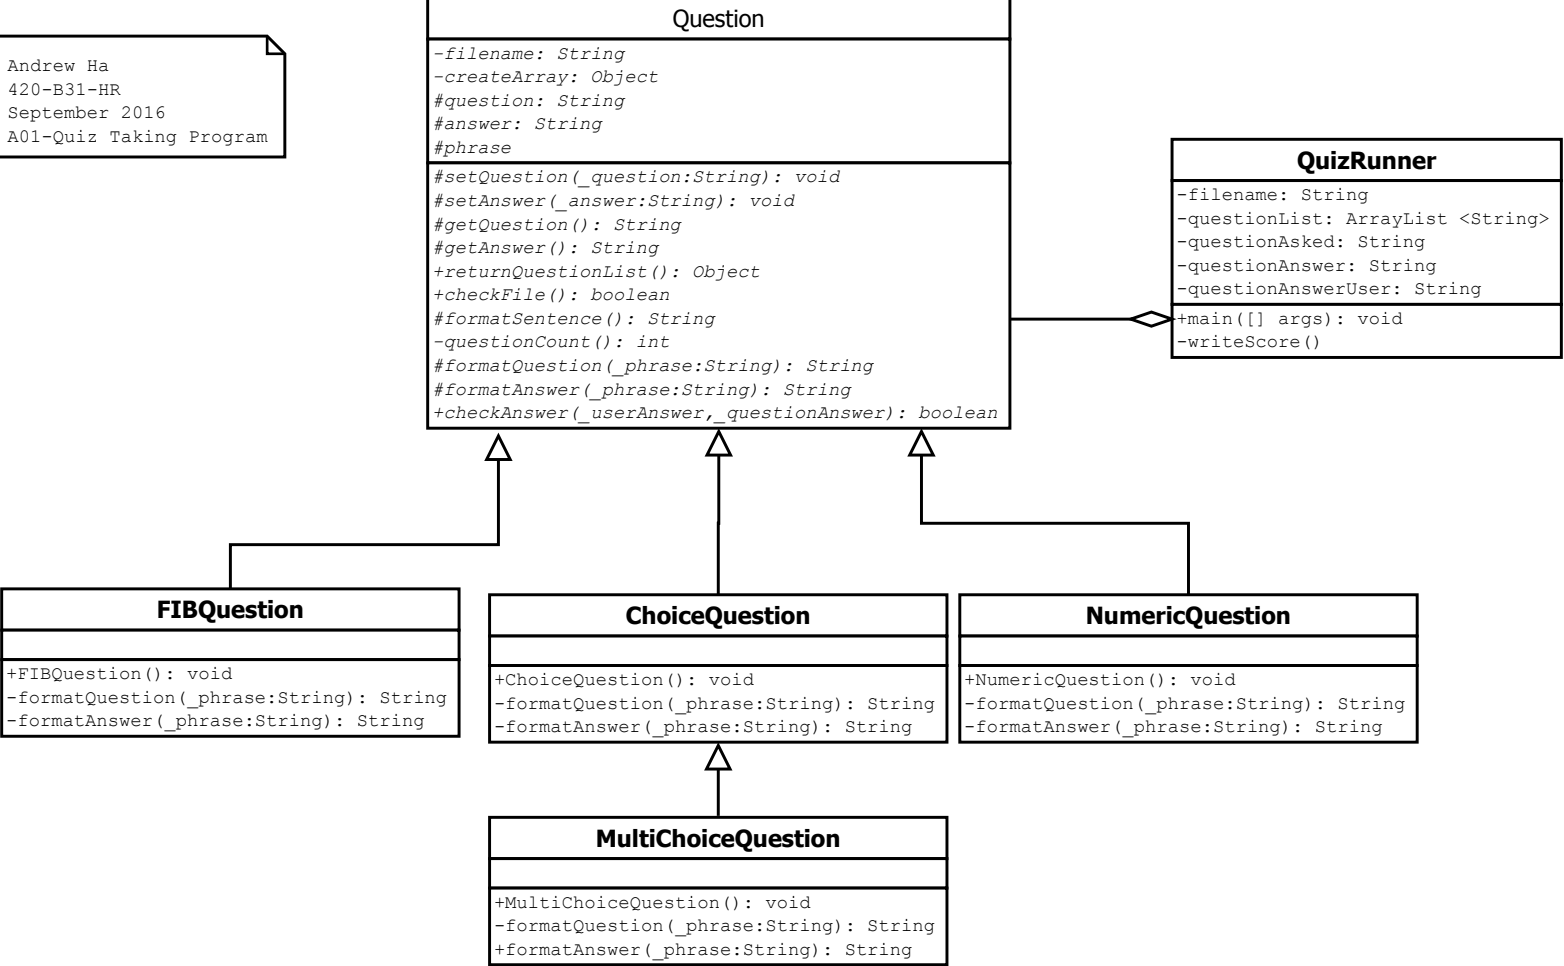 Andrew Ha
420-B31-HR
September 2016
A01-Quiz Taking Program
Question
-filename: String
-createArray: Object
#question: String
#answer: String
#phrase
#setQuestion(_question:String): void
#setAnswer(_answer:String): void
#getQuestion(): String
#getAnswer(): String
+returnQuestionList(): Object
+checkFile(): boolean
#formatSentence(): String
-questionCount(): int
#formatQuestion(_phrase:String): String
#formatAnswer(_phrase:String): String
+checkAnswer(_userAnswer,_questionAnswer): boolean
QuizRunner
-filename: String
-questionList: ArrayList <String>
-questionAsked: String
-questionAnswer: String
-questionAnswerUser: String
+main([] args): void
-writeScore()
FIBQuestion
+FIBQuestion(): void
-formatQuestion(_phrase:String): String
-formatAnswer(_phrase:String): String
ChoiceQuestion
+ChoiceQuestion(): void
-formatQuestion(_phrase:String): String
-formatAnswer(_phrase:String): String
NumericQuestion
+NumericQuestion(): void
-formatQuestion(_phrase:String): String
-formatAnswer(_phrase:String): String
MultiChoiceQuestion
+MultiChoiceQuestion(): void
-formatQuestion(_phrase:String): String
+formatAnswer(_phrase:String): String